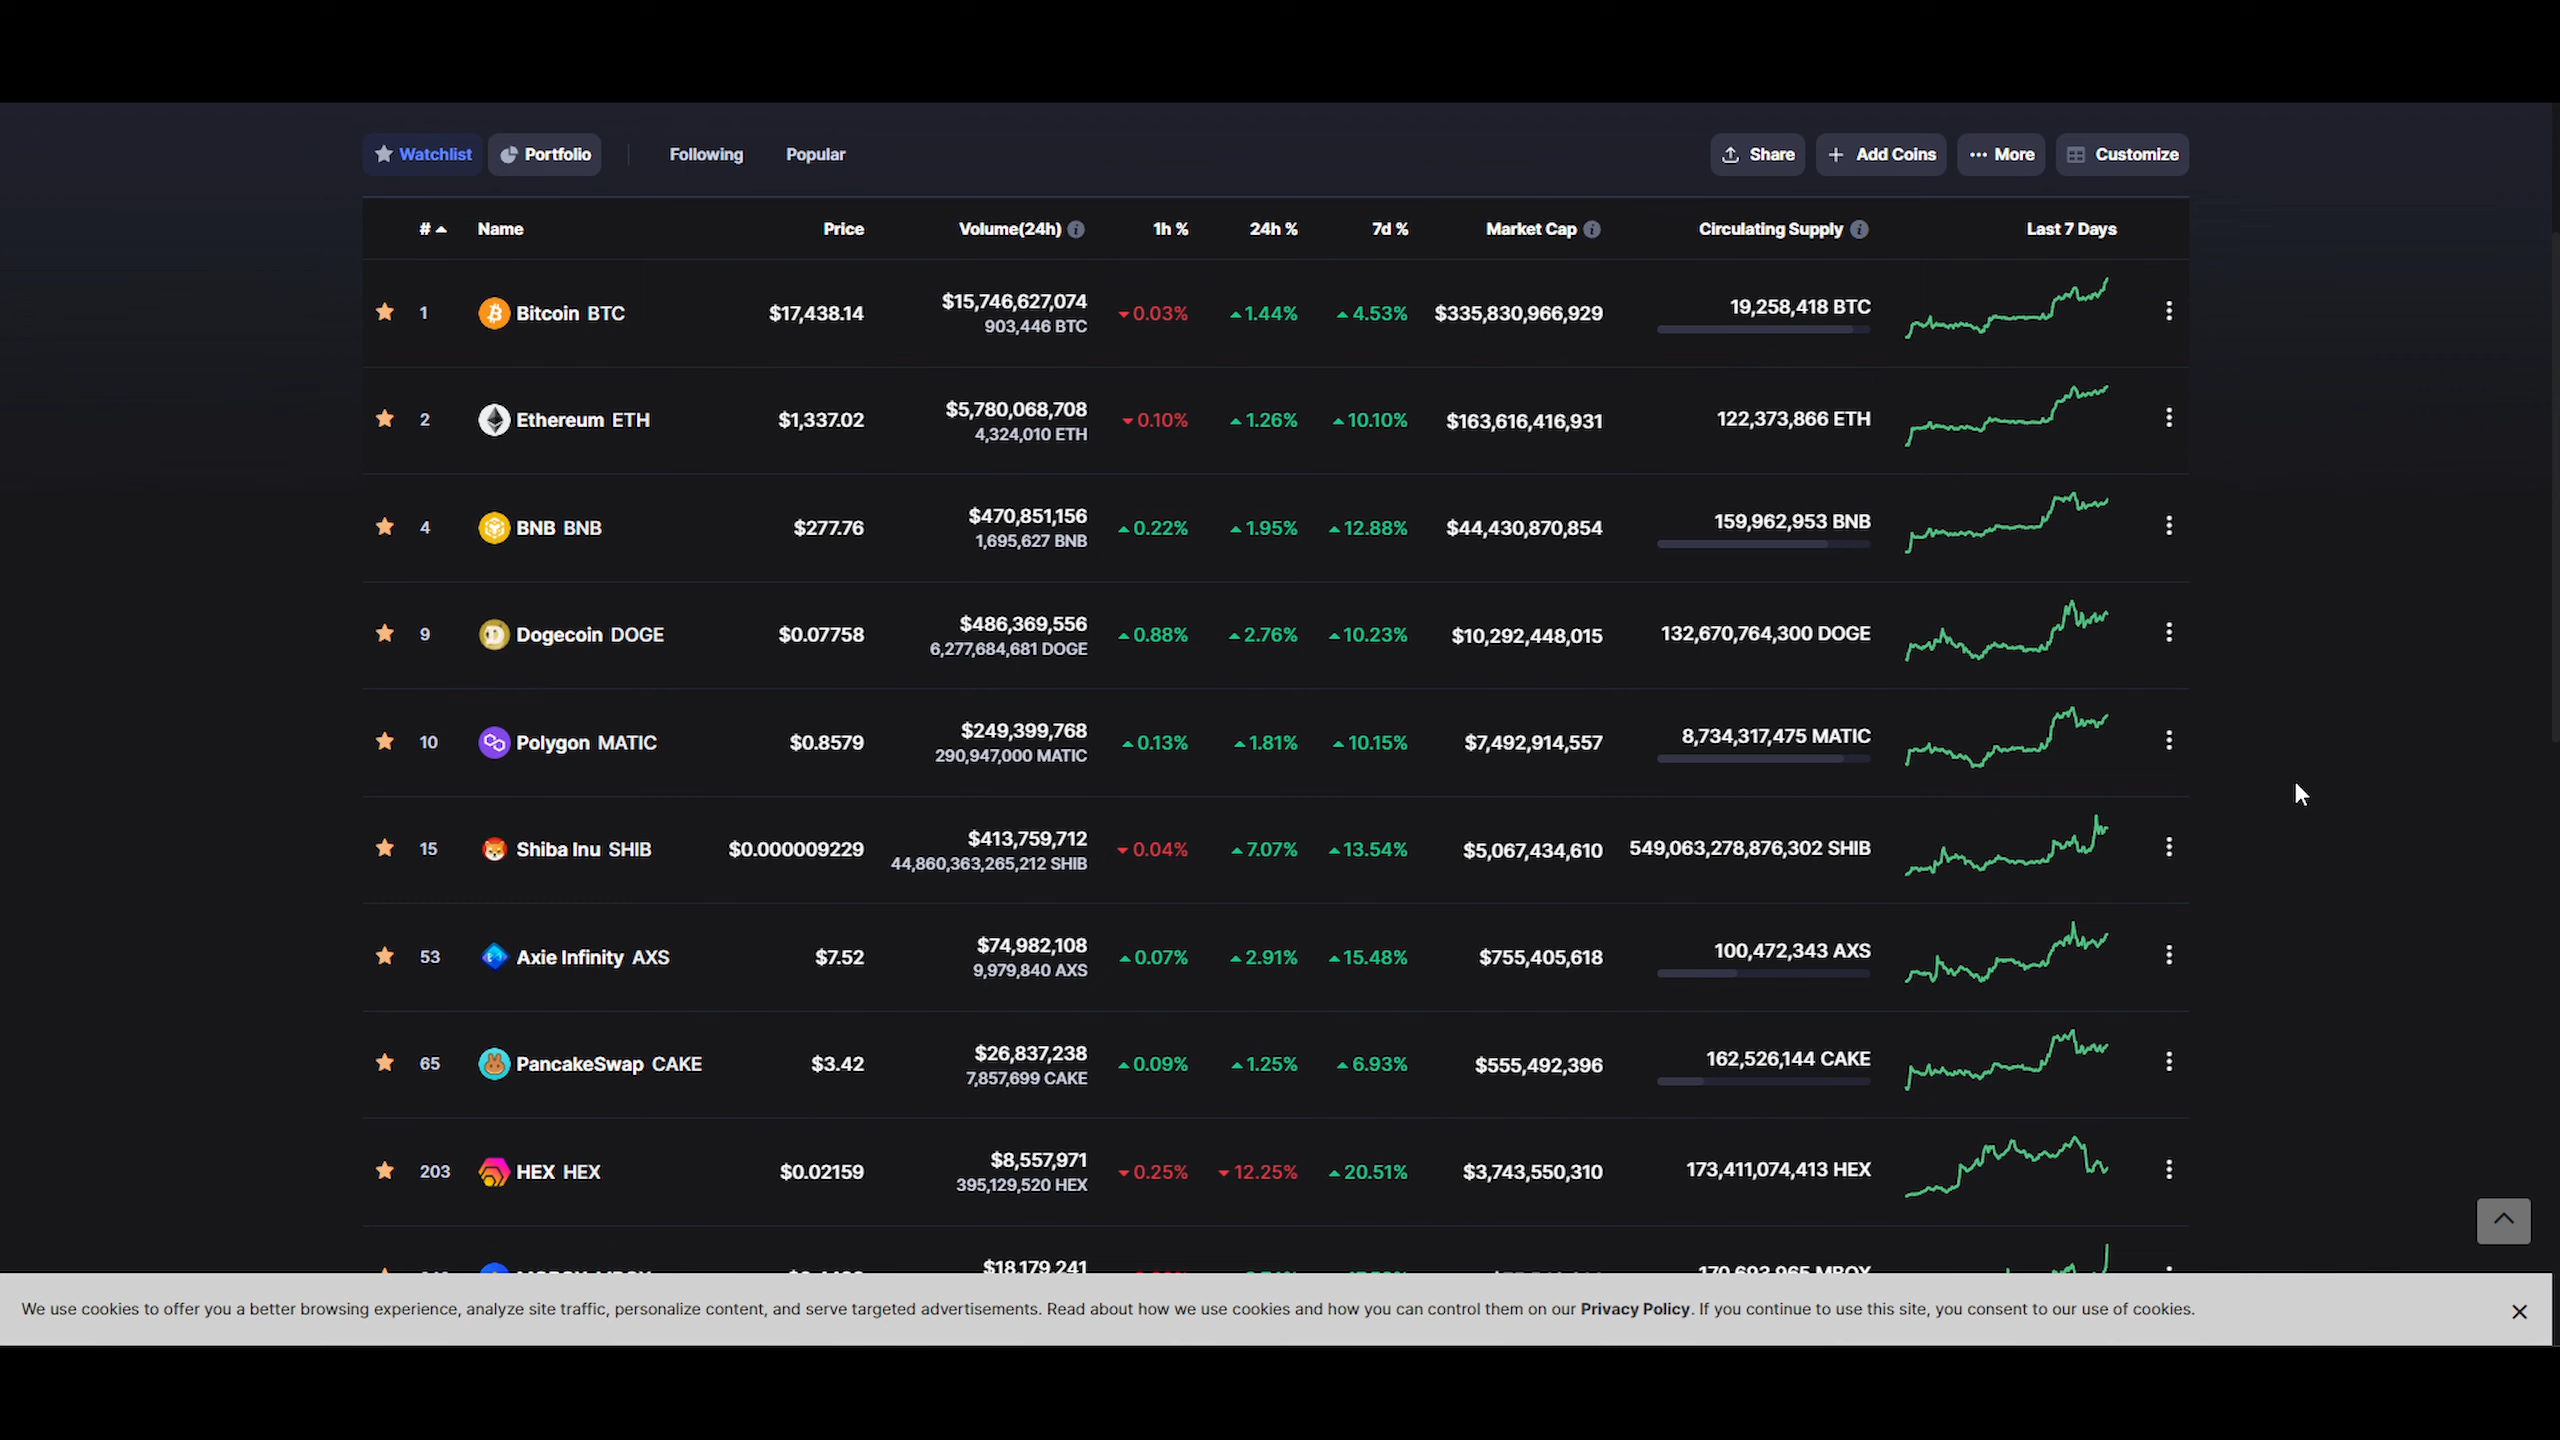 Watchlist Portfolio Following Popular Share Add Coins More Customize
# Name Price Volume(24h) 1h % 24h % 7d % Market Cap Circulating Supply Last 7 Days
1 Bitcoin BTC $17,438.14 $15,746,627,074 0.03% 1.44% 4.53% $335,830,966,929 19,258,418 BTC
903,446 BTC
2 Ethereum ETH $1,337.02 $5,780,068,708 0.10% 1.26% 10.10% $163,616,416,931 122,373,866 ETH
4,324,010 ETH
4 BNB BNB $277.76 $470,851,156 0.22% 1.95% 12.88% $44,430,870,854 159,962,953 BNB
1,695,627 BNB
9 Dogecoin DOGE $0.07758 $486,369,556 0.88% 2.76% 10.23% $10,292,448,015 132,670,764,300 DOGE
6,277,684,681 DOGE
10 Polygon MATIC $0.8579 $249,399,768 0.13% 1.81% 10.15% $7,492,914,557 8,734,317,475 MATIC
290,947,000 MATIC
15 Shiba Inu SHIB $0.000009229 $413,759,712 0.04% 7.07% 13.54% $5,067,434,610 549,063,278,876,302 SHIB
44,860,363,265,212 SHIB
53 Axie Infinity AXS $7.52 $74,982,108 0.07% 2.91% 15.48% $755,405,618 100,472,343 AXS
9,979,840 AXS
65 PancakeSwap CAKE $3.42 $26,837,238 0.09% 1.25% 6.93% $555,492,396 162,526,144 CAKE
7,857,699 CAKE
203 HEX HEX $0.02159 $8,557,971 0.25% 12.25% 20.51% $3,743,550,310 173,411,074,413 HEX
395,129,520 HEX
$18,179,241 170,693,965 MBOX
We use cookies to offer you a better browsing experience, analyze site traffic, personalize content, and serve targeted advertisements. Read about how we use cookies and how you can control them on our Privacy Policy. If you continue to use this site, you consent to our use of cookies.